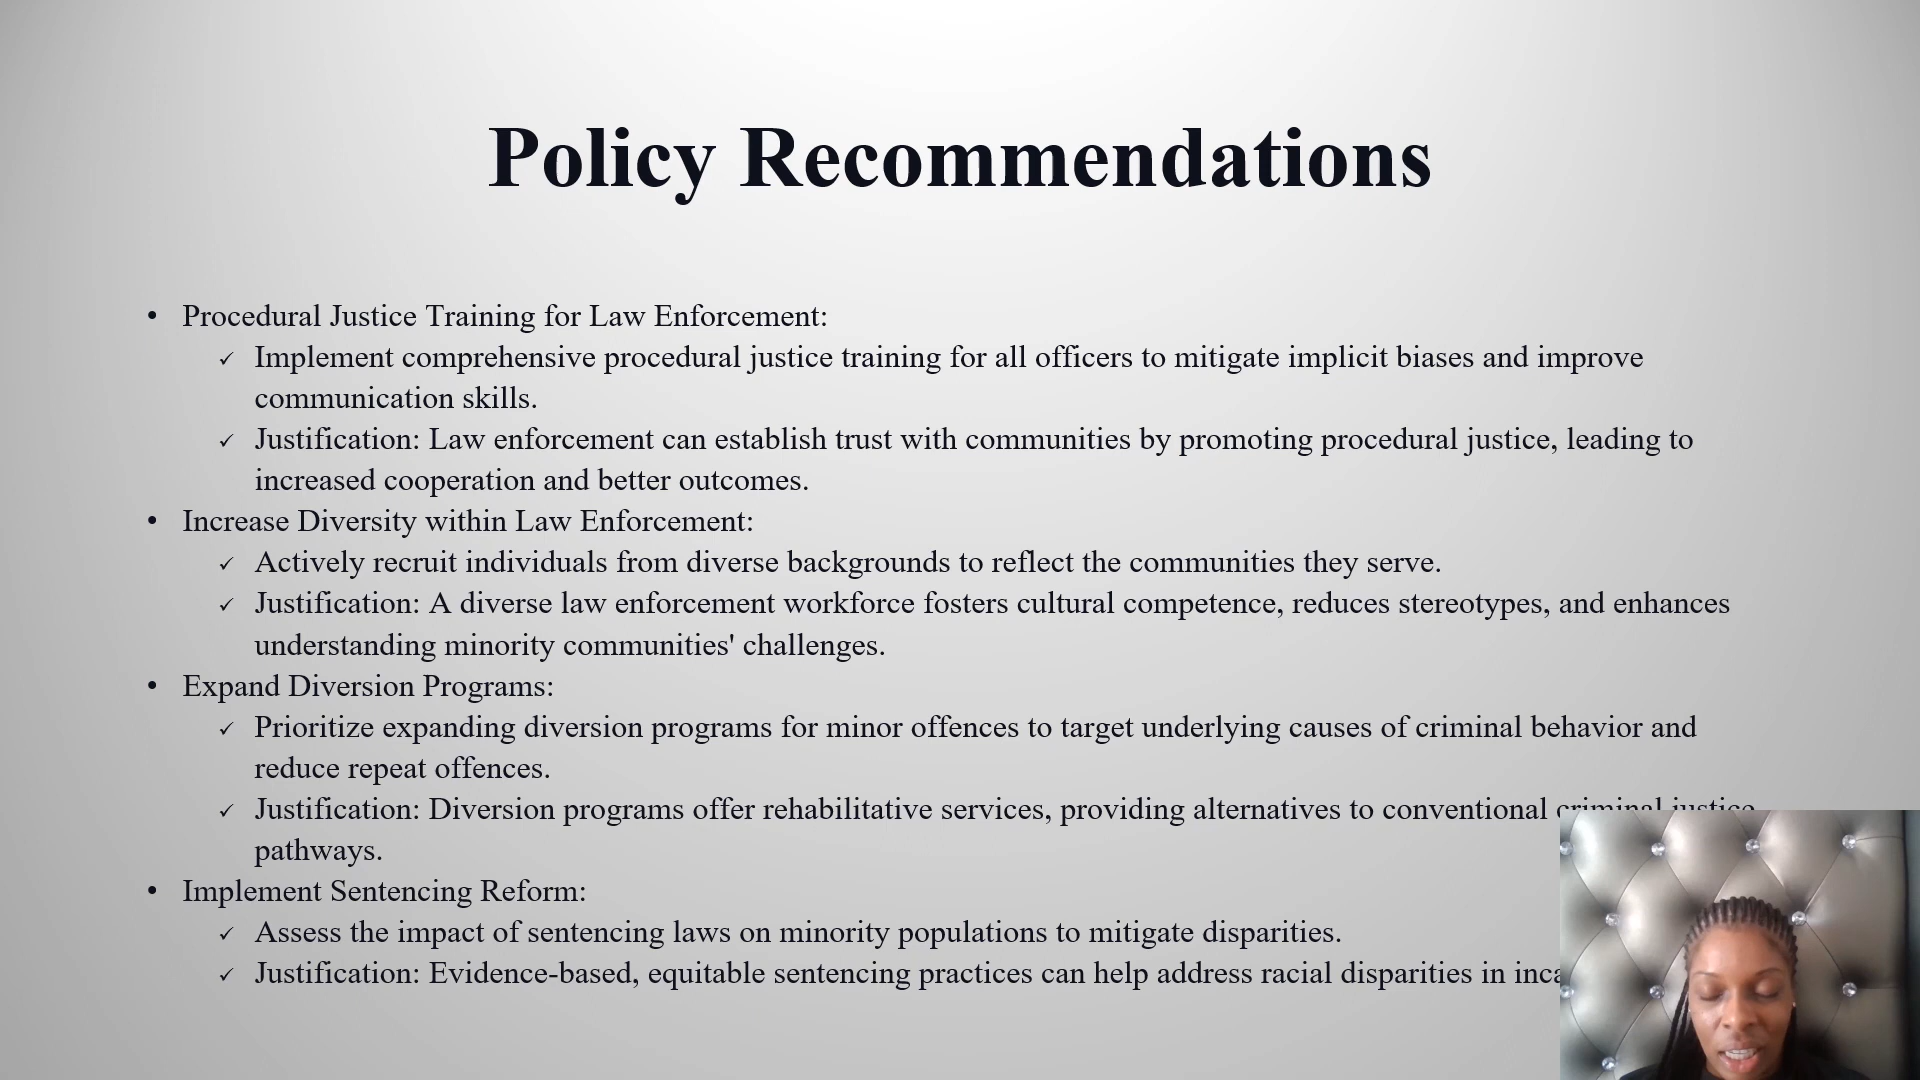 Policy Recommendations
• Procedural Justice Training for Law Enforcement:
✓ Implement comprehensive procedural justice training for all officers to mitigate implicit biases and improve
communication skills.
✓ Justification: Law enforcement can establish trust with communities by promoting procedural justice, leading to
increased cooperation and better outcomes.
• Increase Diversity within Law Enforcement:
✓ Actively recruit individuals from diverse backgrounds to reflect the communities they serve.
✓ Justification: A diverse law enforcement workforce fosters cultural competence, reduces stereotypes, and enhances
understanding minority communities' challenges.
• Expand Diversion Programs:
✓ Prioritize expanding diversion programs for minor offences to target underlying causes of criminal behavior and
reduce repeat offences.
✓ Justification: Diversion programs offer rehabilitative services, providing alternatives to conventional criminal justice
pathways.
• Implement Sentencing Reform:
✓ Assess the impact of sentencing laws on minority populations to mitigate disparities.
✓ Justification: Evidence-based, equitable sentencing practices can help address racial disparities in